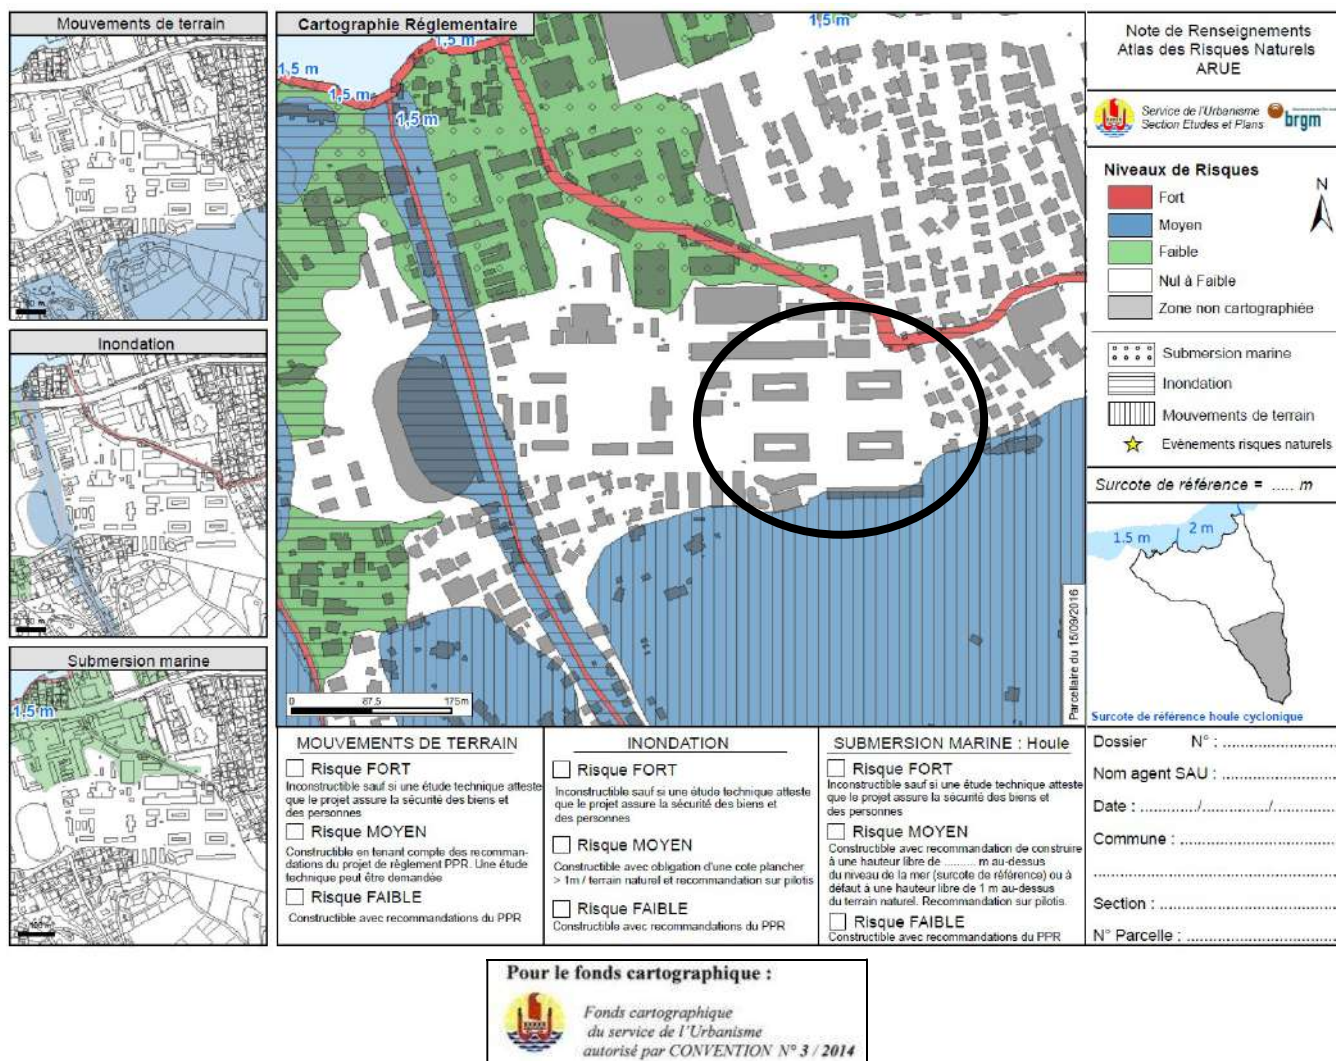 Mouvements de terrain
50 m
Inondation
50 m
Submersion marine
1,5 m
100 m
Cartographie Réglementaire
1,5 m
1,5 m
1,5 m
1,5 m
1,5 m
0 87.5 175m
Parcellaire du 15/09/2016
Note de Renseignements
Atlas des Risques Naturels
ARUE
Service de l'Urbanisme
Section Etudes et Plans
brgm
Niveaux de Risques
N
Fort
Moyen
Faible
Nul à Faible
Zone non cartographiée
Submersion marine
Inondation
Mouvements de terrain
Evénements risques naturels
Surcote de référence = ..... m
1.5 m
2 m
Surcote de référence houle cyclonique
MOUVEMENTS DE TERRAIN
Risque FORT
Inconstructible sauf si une étude technique atteste
que le projet assure la sécurité des biens et
des personnes
Risque MOYEN
Constructible en tenant compte des recomman-
dations du projet de règlement PPR. Une étude
technique peut être demandée
Risque FAIBLE
Constructible avec recommandations du PPR
INONDATION
Risque FORT
Inconstructible sauf si une étude technique atteste
que le projet assure la sécurité des biens et
des personnes
Risque MOYEN
Constructible avec obligation d'une cote plancher
> 1m / terrain naturel et recommandation sur pilotis
Risque FAIBLE
Constructible avec recommandations du PPR
SUBMERSION MARINE : Houle
Risque FORT
Inconstructible sauf si une étude technique atteste
que le projet assure la sécurité des biens et
des personnes
Risque MOYEN
Constructible avec recommandation de construire
à une hauteur libre de ......... m au-dessus
du niveau de la mer (surcote de référence) ou à
défaut à une hauteur libre de 1 m au-dessus
du terrain naturel. Recommandation sur pilotis.
Risque FAIBLE
Constructible avec recommandations du PPR
Dossier N° : ..........................
Nom agent SAU : .........................
Date : .........../............./..............
Commune : ..............................
Section : ................................
N° Parcelle : ............................
Pour le fonds cartographique :
Fonds cartographique
du service de l'Urbanisme
autorisé par CONVENTION N° 3 / 2014